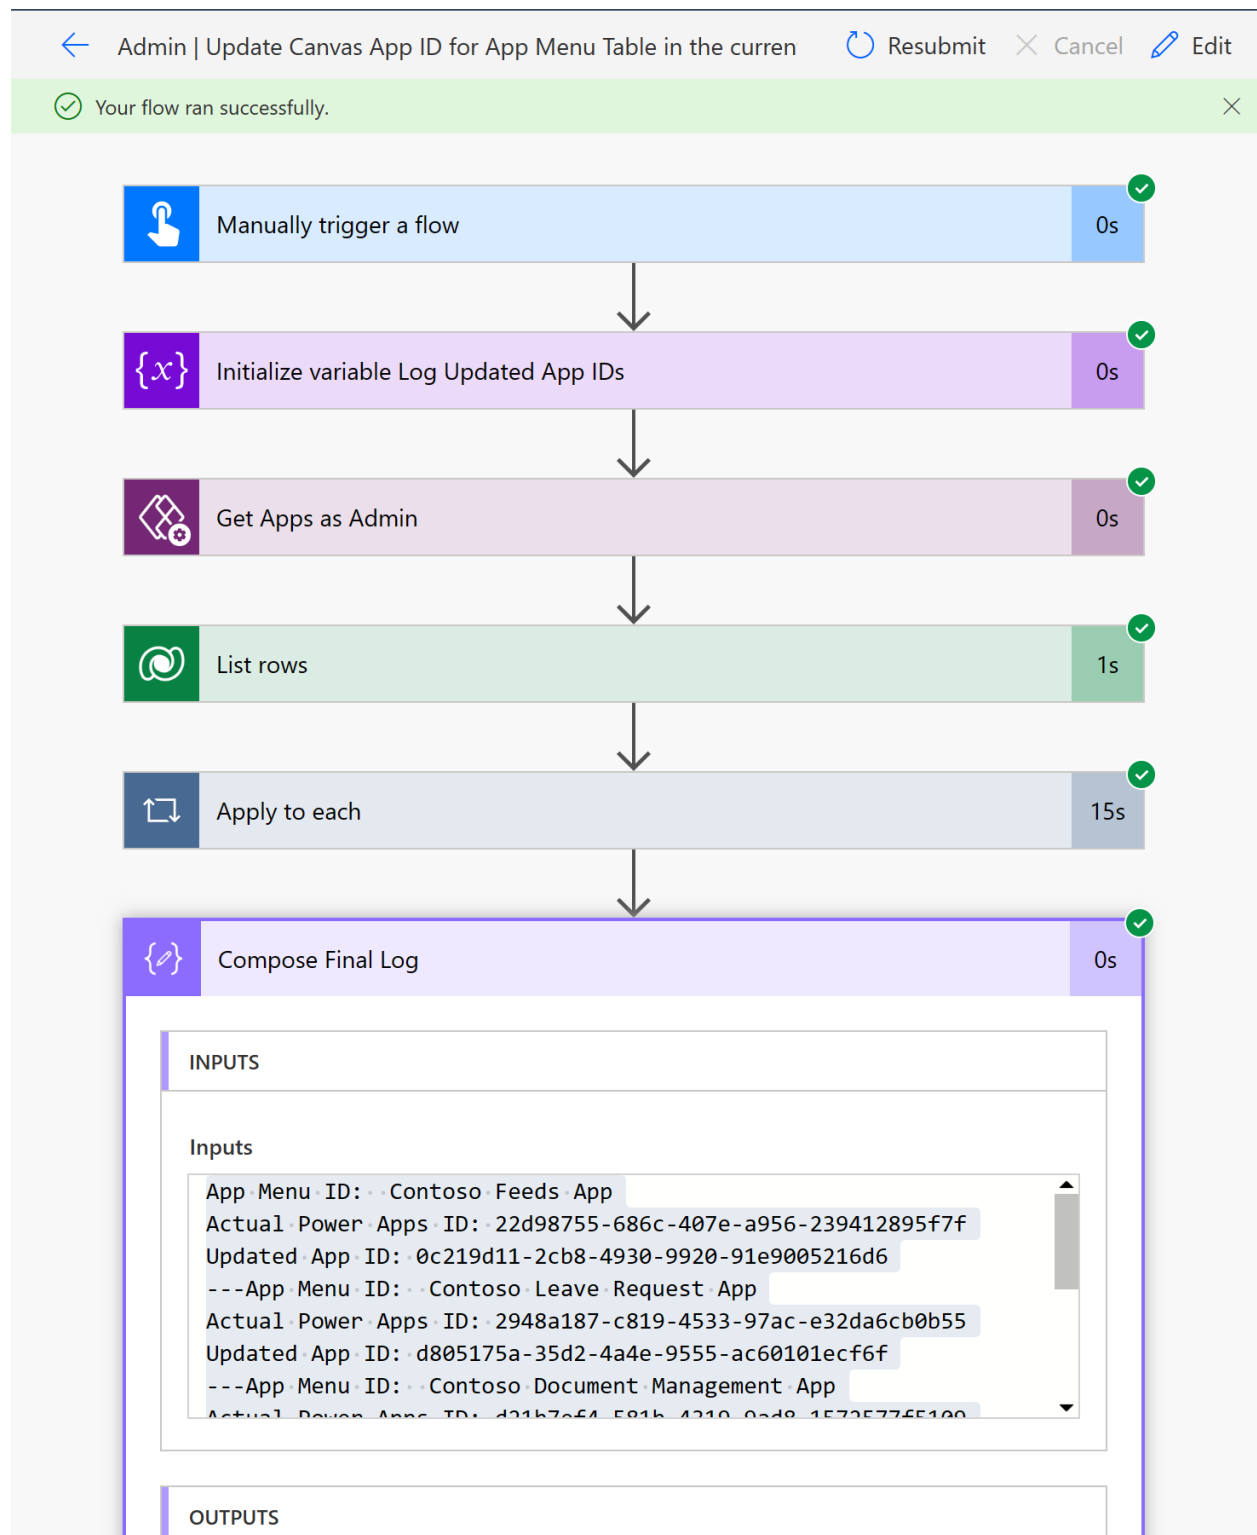 Admin | Update Canvas App ID for App Menu Table in the curren
Resubmit
Cancel
Edit
Your flow ran successfully.
Manually trigger a flow
0s
{x}
Initialize variable Log Updated App IDs
0s
Get Apps as Admin
0s
List rows
1s
Apply to each
15s
Compose Final Log
0s
INPUTS
Inputs
App Menu ID:  Contoso Feeds App
Actual Power Apps ID: 22d98755-686c-407e-a956-239412895f7f
Updated App ID: 0c219d11-2cb8-4930-9920-91e9005216d6
---App Menu ID:  Contoso Leave Request App
Actual Power Apps ID: 2948a187-c819-4533-97ac-e32da6cb0b55
Updated App ID: d805175a-35d2-4a4e-9555-ac60101ecf6f
---App Menu ID:  Contoso Document Management App
Actual Power Apps ID:
OUTPUTS